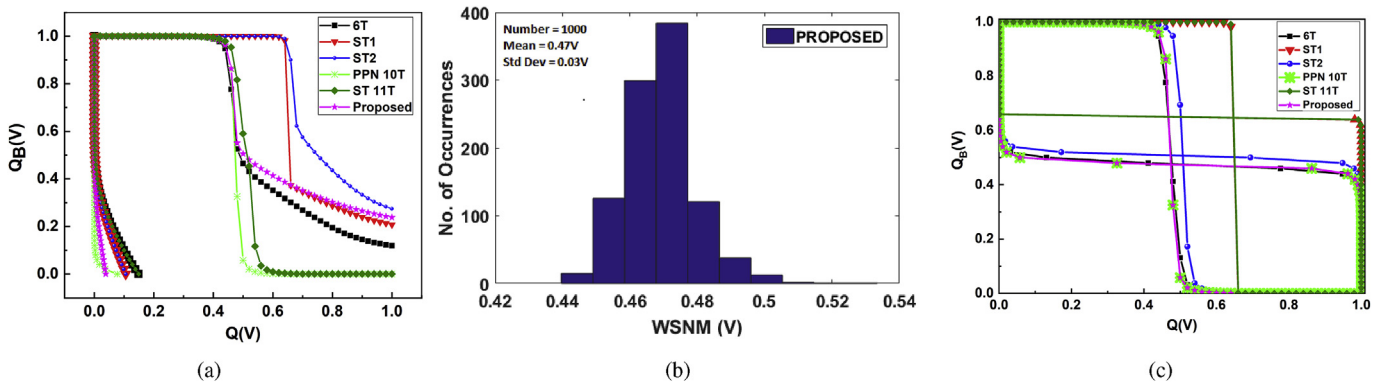 6T
ST1
ST2
PPN 10T
ST 11T
Proposed
1.0
0.8
0.6
0.4
0.2
0.0
QB(V)
0.0 0.2 0.4 0.6 0.8 1.0
Q(V)
(a)
Number = 1000
Mean = 0.47V
Std Dev = 0.03V
PROPOSED
400
300
200
100
0
No. of Occurrences
0.42 0.44 0.46 0.48 0.5 0.52 0.54
WSNM (V)
(b)
6T
ST1
ST2
PPN 10T
ST 11T
Proposed
1.0
0.8
0.6
0.4
0.2
0.0
QB(V)
0.0 0.2 0.4 0.6 0.8 1.0
Q(V)
(c)